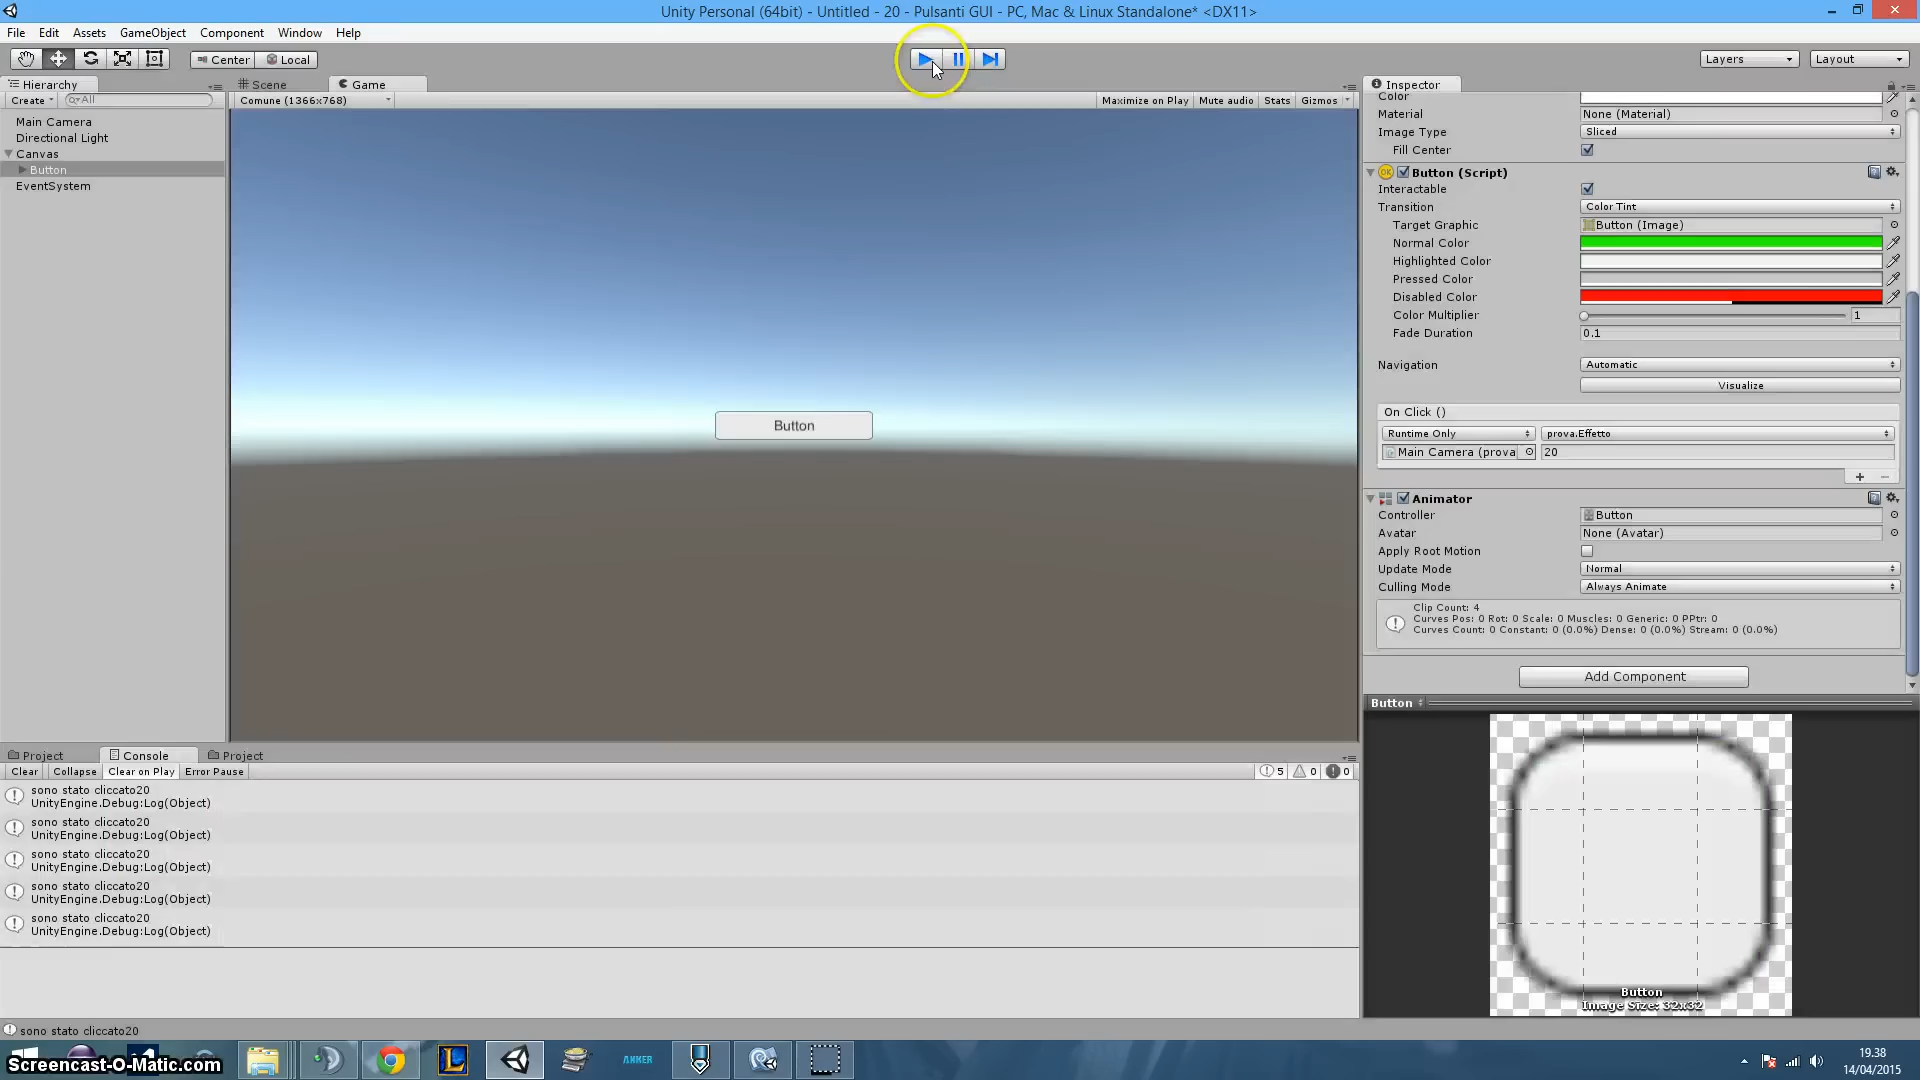 Unity Personal (64bit) - Untitled - 20 - Pulsanti GUI - PC, Mac & Linux Standalone* <DX11>
File Edit Assets GameObject Component Window Help
Center Local
Layers Layout
Hierarchy Scene Game Inspector
Create All Comune (1366x768) Maximize on Play Mute audio Stats Gizmos
Color
Material None (Material)
Image Type Sliced
Fill Center
Main Camera
Directional Light
Canvas
Button
EventSystem
Button (Script)
Interactable
Transition Color Tint
Target Graphic Button (Image)
Normal Color
Highlighted Color
Pressed Color
Disabled Color
Color Multiplier 1
Fade Duration 0.1
Navigation Automatic
Visualize
On Click ()
Runtime Only prova.Effetto
Main Camera (prova 20
Button
Animator
Controller Button
Avatar None (Avatar)
Apply Root Motion
Update Mode Normal
Culling Mode Always Animate
Clip Count: 4
Curves Pos: 0 Rot: 0 Scale: 0 Muscles: 0 Generic: 0 PPtr: 0
Curves Count: 0 Constant: 0 (0.0%) Dense: 0 (0.0%) Stream: 0 (0.0%)
Add Component
Button
Button
Image Size: 32x32
Project Console Project
Clear Collapse Clear on Play Error Pause 5 0 0
sono stato cliccato20
UnityEngine.Debug:Log(Object)
sono stato cliccato20
UnityEngine.Debug:Log(Object)
sono stato cliccato20
UnityEngine.Debug:Log(Object)
sono stato cliccato20
UnityEngine.Debug:Log(Object)
sono stato cliccato20
UnityEngine.Debug:Log(Object)
sono stato cliccato20
Screencast-O-Matic.com
ANKER
19.38
14/04/2015